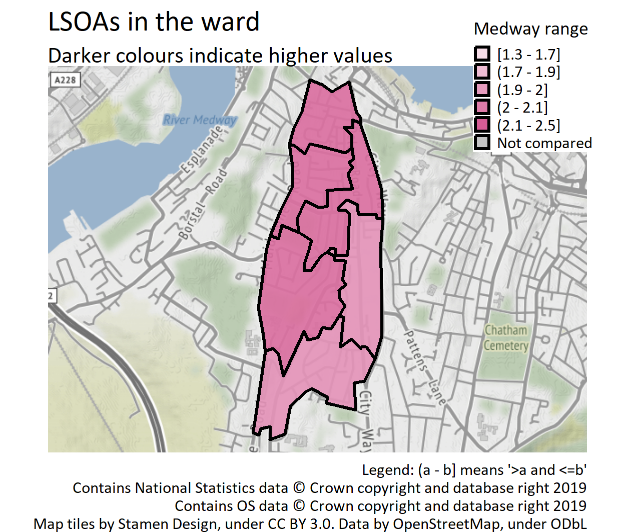 LSOAs in the ward
Darker colours indicate higher values
Medway range
[1.3 - 1.7]
(1.7 - 1.9]
(1.9 - 2]
(2 - 2.1]
(2.1 - 2.5]
Not compared
A228
River Medway
Esplanade
Borstal - Road
2
Chatham
Cemetery
Pattens - Lane
City - Way
Legend: (a - b] means '>a and <=b'
Contains National Statistics data © Crown copyright and database right 2019
Contains OS data © Crown copyright and database right 2019
Map tiles by Stamen Design, under CC BY 3.0. Data by OpenStreetMap, under ODbL